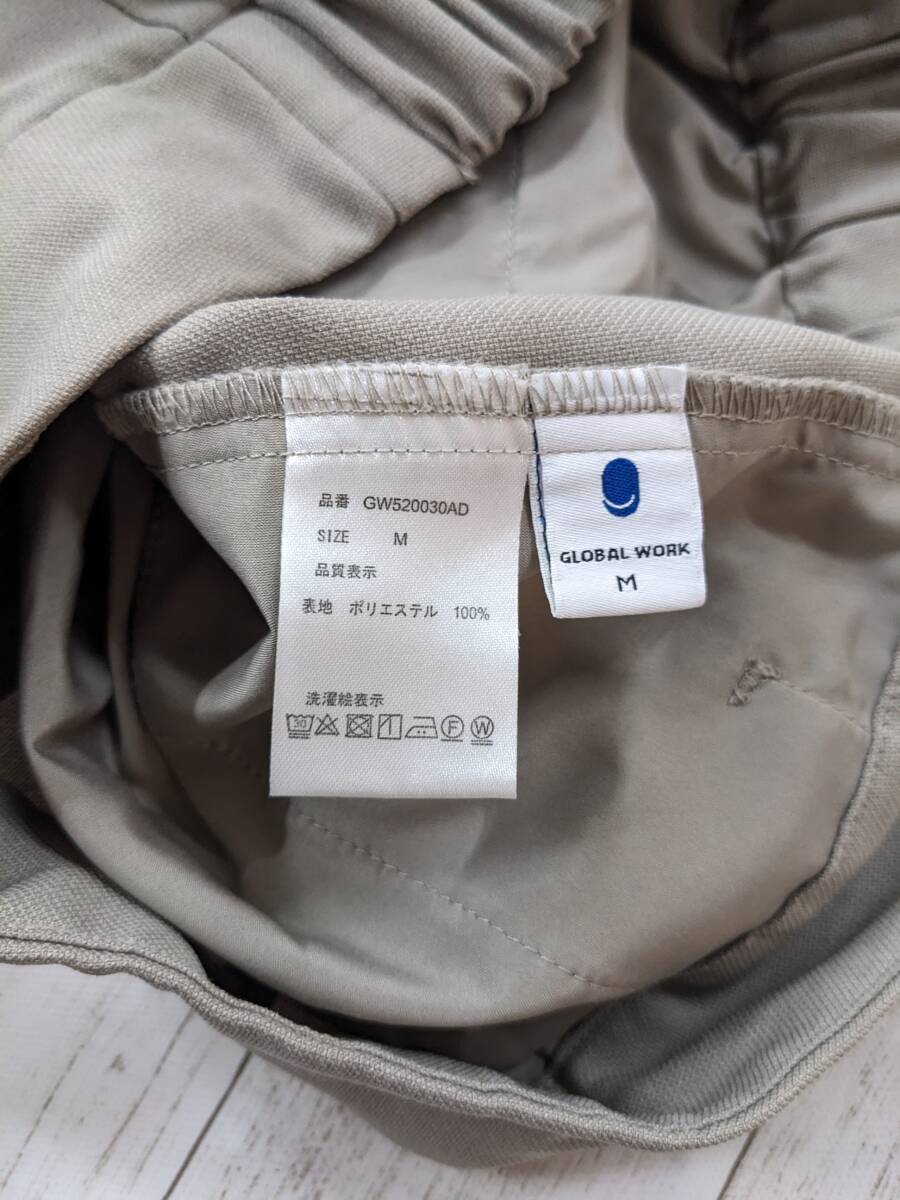 品番 GW520030AD
SIZE M
品質表示
表地 ポリエステル 100%
洗濯絵表示
30 F W
GLOBAL WORK
M